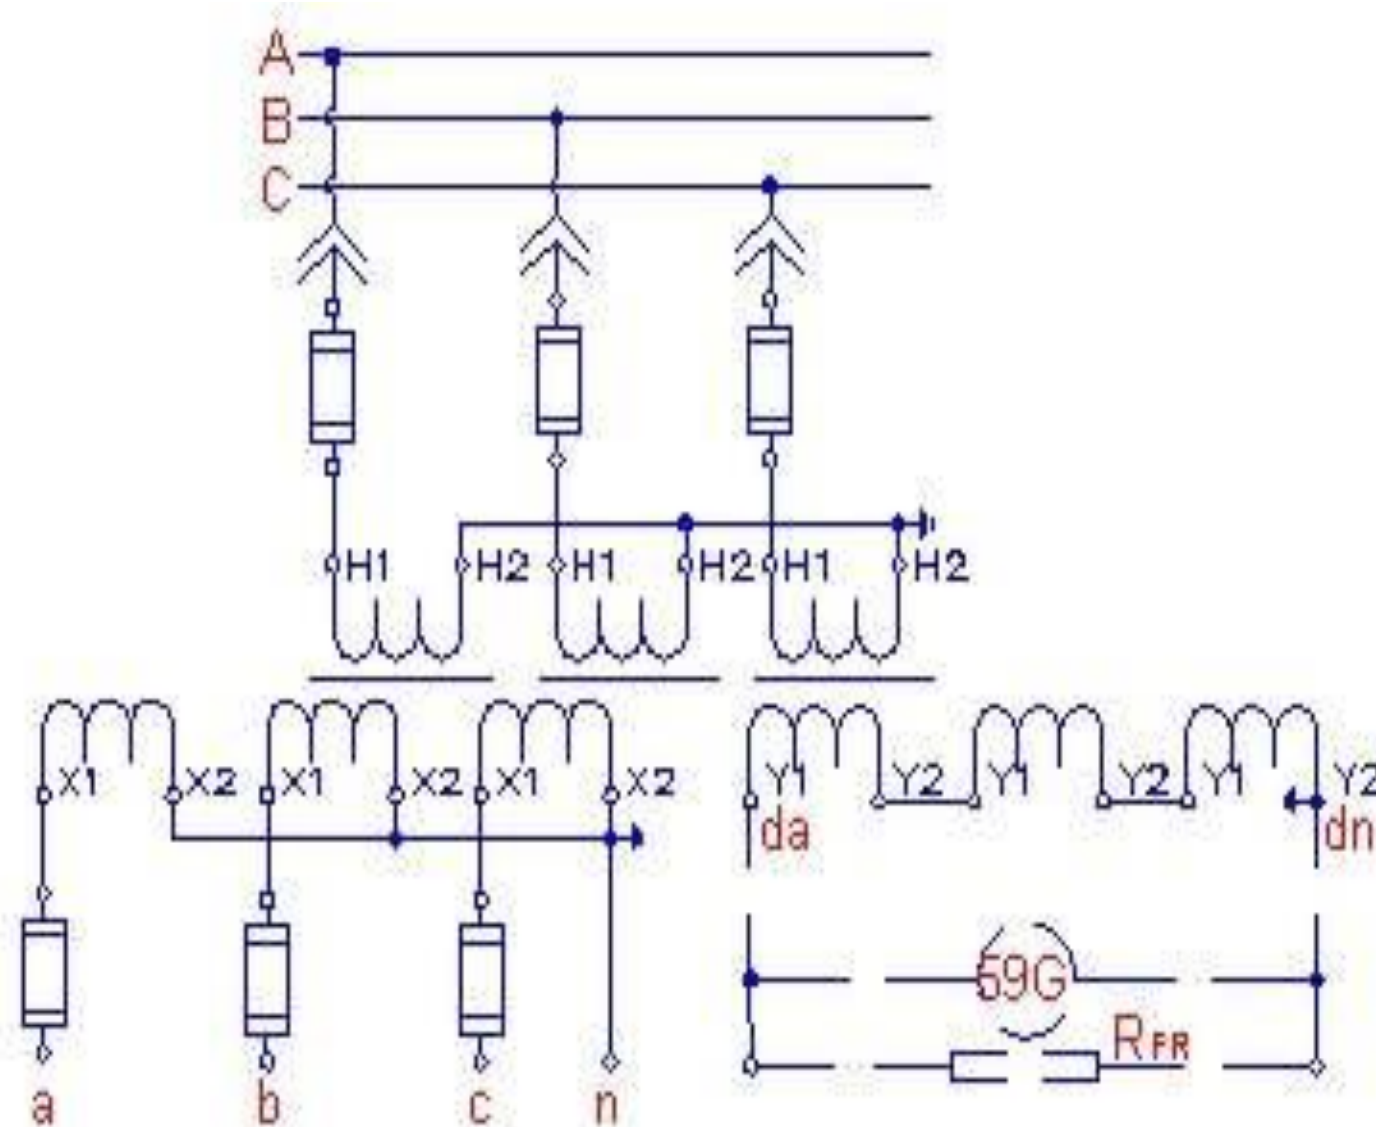 A
B
C
H1 H2 H1 H2 H1 H2
X1 X2 X1 X2 X1 X2 Y1 Y2 Y1 Y2 Y1 Y2
da dn
59G
RFR
a b c n